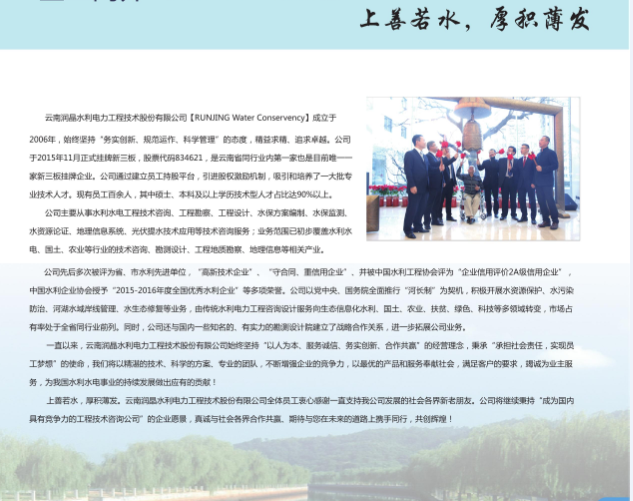 上善若水，厚积薄发
云南润晶水利电力工程技术股份有限公司【RUNJING Water Conservency】成立于
2006年，始终坚持“务实创新、规范运作、科学管理”的态度，精益求精、追求卓越。公司
于2015年11月正式挂牌新三板，股票代码834621，是云南省同行业内第一家也是目前唯一一
家新三板挂牌企业。公司通过建立员工持股平台，引进股权激励机制，吸引和培养了一大批专
业技术人才。现有员工百余人，其中硕士、本科及以上学历技术型人才占比达90%以上。
公司主要从事水利水电工程技术咨询、工程勘察、工程设计、水保方案编制、水保监测、
水资源论证、地理信息系统、光伏提水技术应用等技术咨询服务；业务范围已初步覆盖水利水
电、国土、农业等行业的技术咨询、勘测设计、工程地质勘察、地理信息等相关产业。
公司先后多次被评为省、市水利先进单位，“高新技术企业”、“守合同、重信用企业”、并被中国水利工程协会评为“企业信用评价2A级信用企业”，
中国水利企业协会授予“2015-2016年度全国优秀水利企业”等多项荣誉。公司以党中央、国务院全面推行“河长制”为契机，积极开展水资源保护、水污染
防治、河湖水域岸线管理、水生态修复等业务，由传统水利电力工程咨询设计服务向生态信息化水利、国土、农业、扶贫、绿色、科技等多领域转变，市场占
有率处于全省同行业前列。同时，公司还与国内一些知名的、有实力的勘测设计院建立了战略合作关系，进一步拓展公司业务。
一直以来，云南润晶水利电力工程技术股份有限公司始终坚持“以人为本、服务诚信、务实创新、合作共赢”的经营理念，秉承“承担社会责任，实现员
工梦想”的使命，我们将以精湛的技术、科学的方案、专业的团队，不断增强企业的竞争力，以最优的产品和服务奉献社会，满足客户的要求，竭诚为业主服
务，为我国水利水电事业的持续发展做出应有的贡献！
上善若水，厚积薄发。云南润晶水利电力工程技术股份有限公司全体员工衷心感谢一直支持我公司发展的社会各界新老朋友。公司将继续秉持“成为国内
具有竞争力的工程技术咨询公司”的企业愿景，真诚与社会各界合作共赢、期待与您在未来的道路上携手同行，共创辉煌！